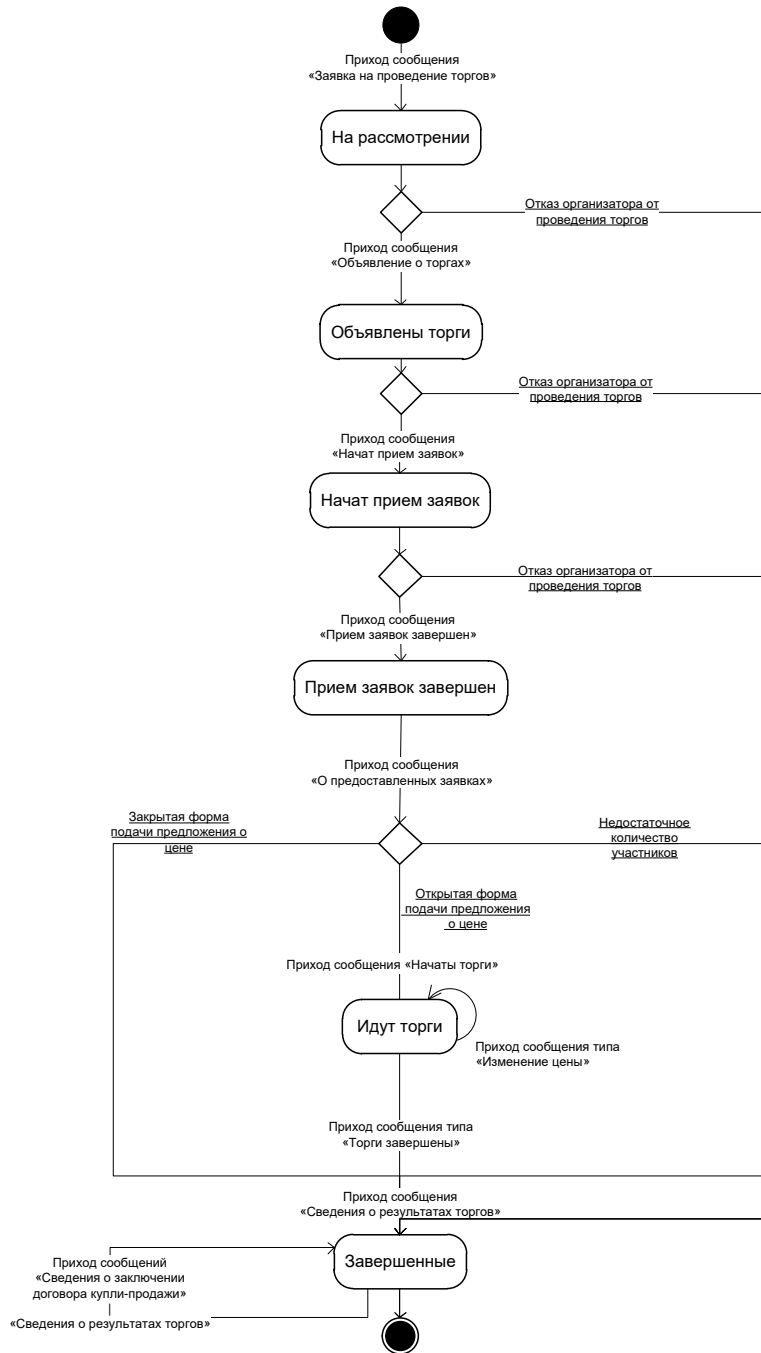 Приход сообщения
«Заявка на проведение торгов»
На рассмотрении
Отказ организатора от
проведения торгов
Приход сообщения
«Объявление о торгах»
Объявлены торги
Отказ организатора от
проведения торгов
Приход сообщения
«Начат прием заявок»
Начат прием заявок
Отказ организатора от
проведения торгов
Приход сообщения
«Прием заявок завершен»
Прием заявок завершен
Приход сообщения
«О предоставленных заявках»
Закрытая форма
подачи предложения о
цене
Недостаточное
количество
участников
Открытая форма
подачи предложения
о цене
Приход сообщения «Начаты торги»
Идут торги
Приход сообщения типа
«Изменение цены»
Приход сообщения типа
«Торги завершены»
Приход сообщения
«Сведения о результатах торгов»
Завершенные
Приход сообщений
«Сведения о заключении
договора купли-продажи»
«Сведения о результатах торгов»